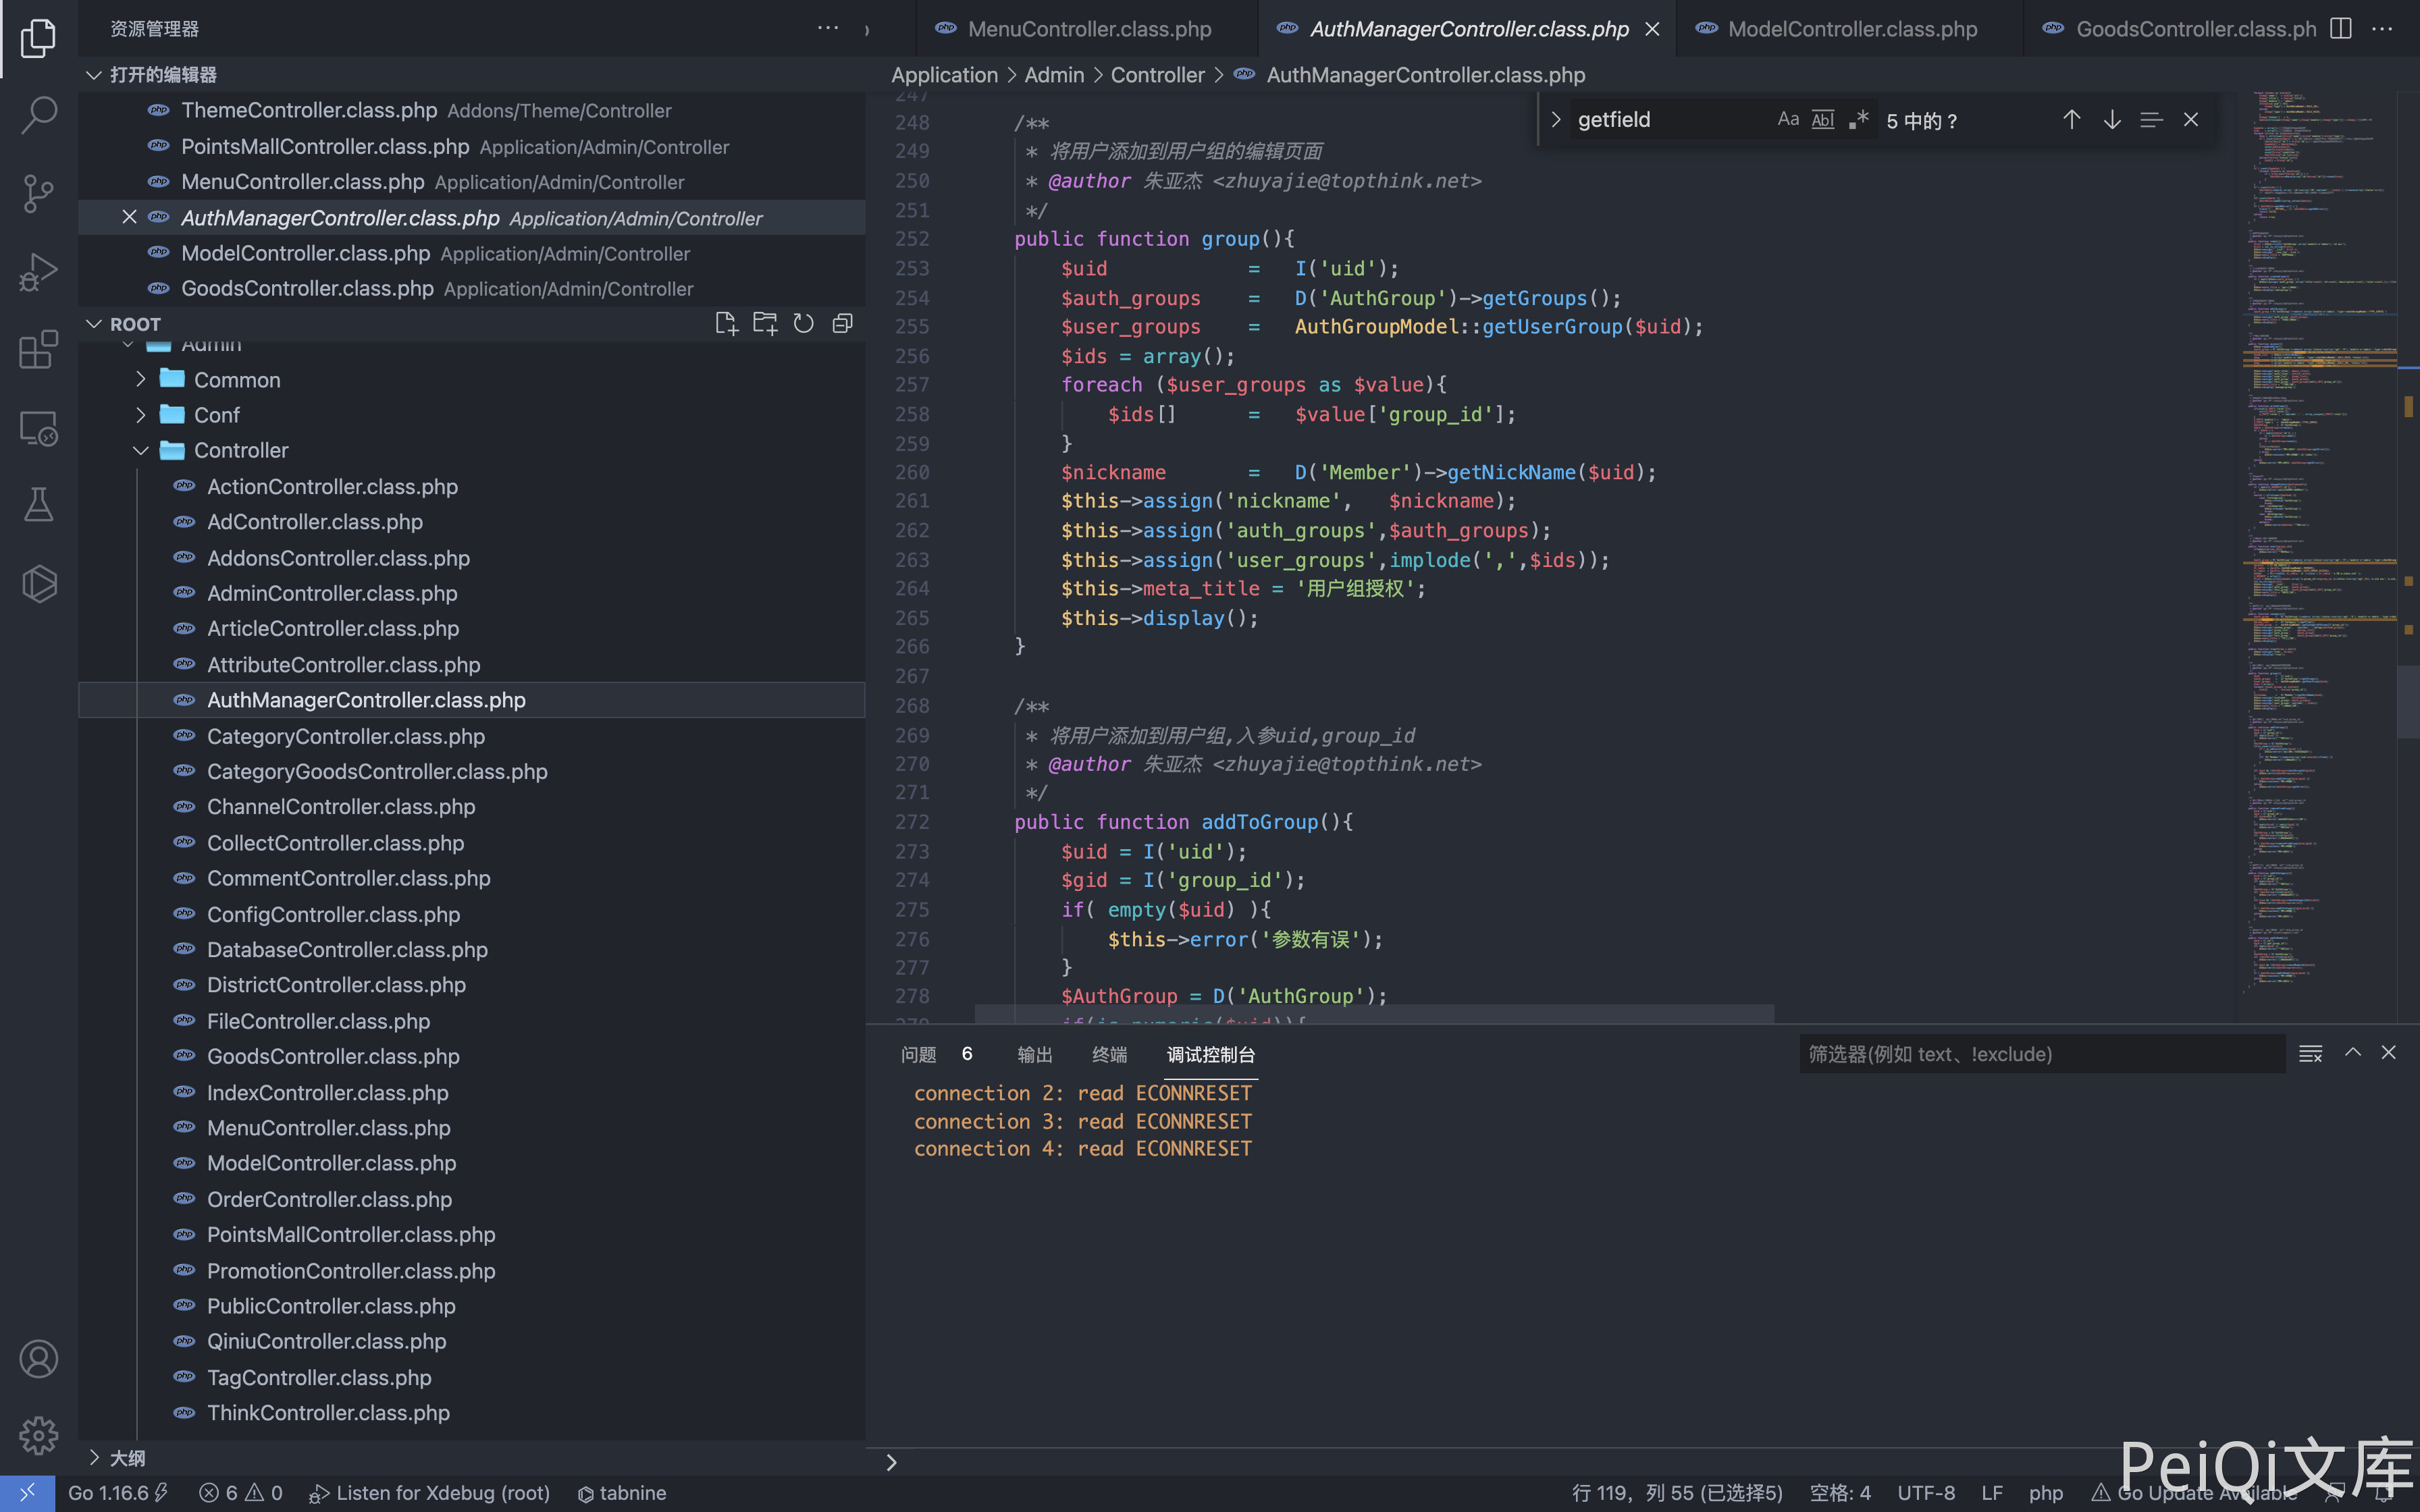 资源管理器
MenuController.class.php
AuthManagerController.class.php
ModelController.class.php
GoodsController.class.ph
打开的编辑器
ThemeController.class.php Addons/Theme/Controller
PointsMallController.class.php Application/Admin/Controller
MenuController.class.php Application/Admin/Controller
AuthManagerController.class.php Application/Admin/Controller
ModelController.class.php Application/Admin/Controller
GoodsController.class.php Application/Admin/Controller
ROOT
Admin
Common
Conf
Controller
ActionController.class.php
AdController.class.php
AddonsController.class.php
AdminController.class.php
ArticleController.class.php
AttributeController.class.php
AuthManagerController.class.php
CategoryController.class.php
CategoryGoodsController.class.php
ChannelController.class.php
CollectController.class.php
CommentController.class.php
ConfigController.class.php
DatabaseController.class.php
DistrictController.class.php
FileController.class.php
GoodsController.class.php
IndexController.class.php
MenuController.class.php
ModelController.class.php
OrderController.class.php
PointsMallController.class.php
PromotionController.class.php
PublicController.class.php
QiniuController.class.php
TagController.class.php
ThinkController.class.php
大纲
Application > Admin > Controller > AuthManagerController.class.php
getfield Aa Abl .* 5 中的 ?
247
248 /**
249 * 将用户添加到用户组的编辑页面
250 * @author 朱亚杰 <zhuyajie@topthink.net>
251 */
252 public function group(){
253 $uid = I('uid');
254 $auth_groups = D('AuthGroup')->getGroups();
255 $user_groups = AuthGroupModel::getUserGroup($uid);
256 $ids = array();
257 foreach ($user_groups as $value){
258 $ids[] = $value['group_id'];
259 }
260 $nickname = D('Member')->getNickName($uid);
261 $this->assign('nickname', $nickname);
262 $this->assign('auth_groups',$auth_groups);
263 $this->assign('user_groups',implode(',',$ids));
264 $this->meta_title = '用户组授权';
265 $this->display();
266 }
267
268 /**
269 * 将用户添加到用户组,入参uid,group_id
270 * @author 朱亚杰 <zhuyajie@topthink.net>
271 */
272 public function addToGroup(){
273 $uid = I('uid');
274 $gid = I('group_id');
275 if( empty($uid) ){
276 $this->error('参数有误');
277 }
278 $AuthGroup = D('AuthGroup');
279 if(is_numeric($uid)){
问题 6 输出 终端 调试控制台
筛选器(例如 text、!exclude)
connection 2: read ECONNRESET
connection 3: read ECONNRESET
connection 4: read ECONNRESET
PeiQi文库
Go 1.16.6 6 0 Listen for Xdebug (root) tabnine
行 119，列 55 (已选择5) 空格: 4 UTF-8 LF php Go Update Available